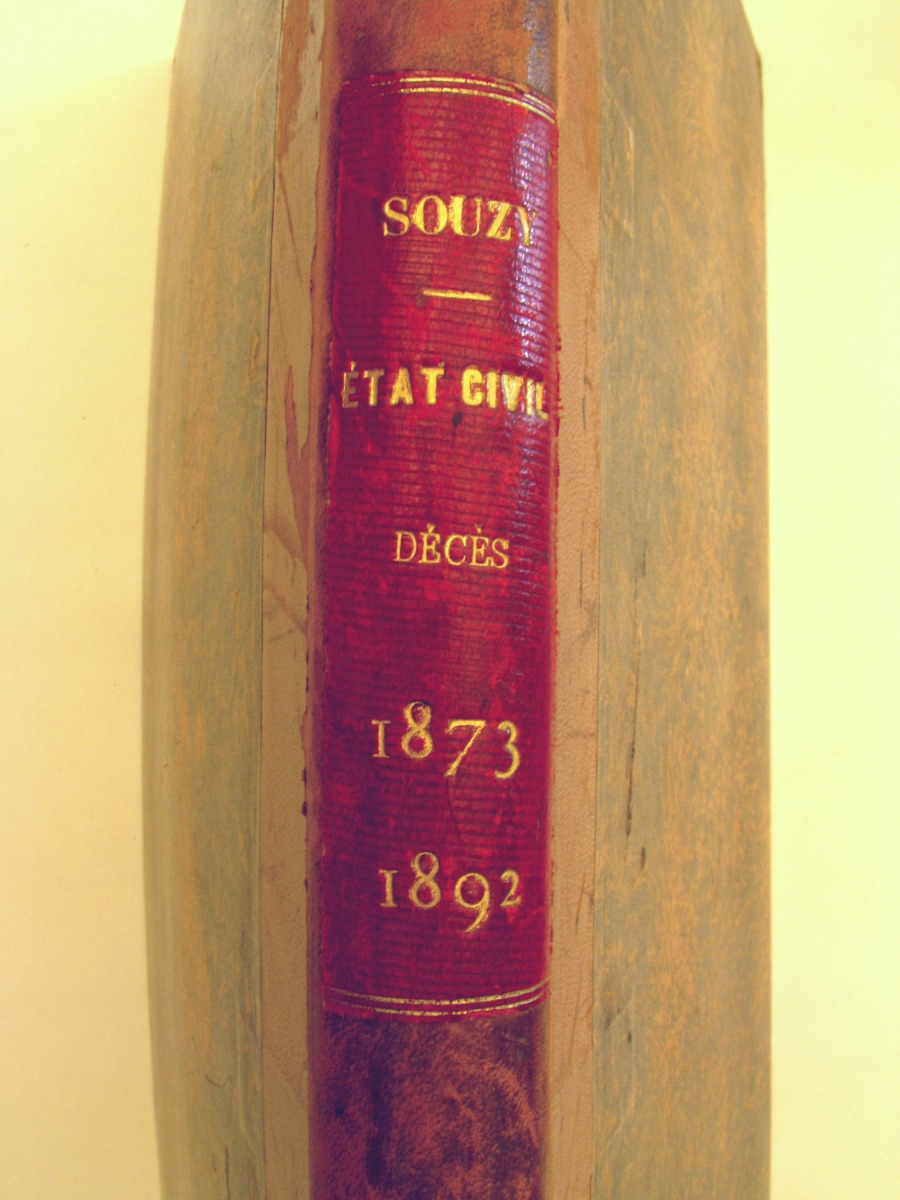 SOUZY
ÉTAT CIVIL
DÉCÈS
1873
1892